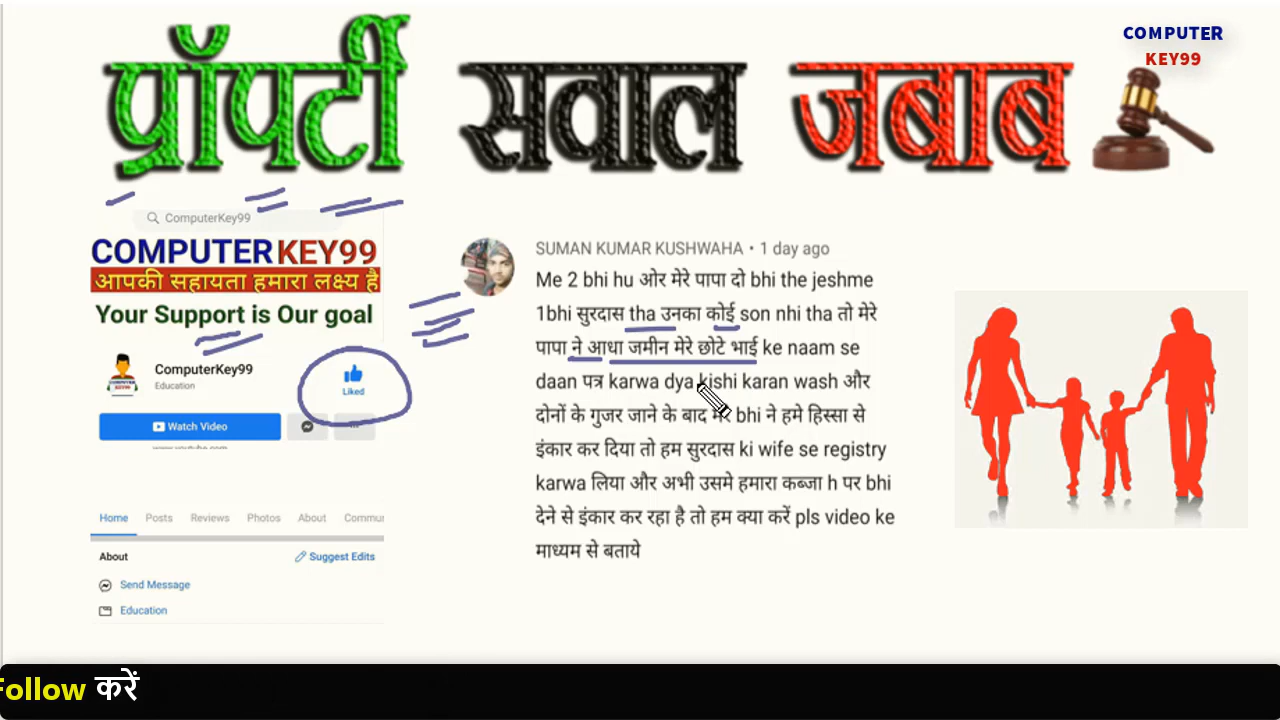 प्रॉपर्टी सवाल जबाब
COMPUTER
KEY99
ComputerKey99
COMPUTER KEY99
आपकी सहायता हमारा लक्ष्य है
Your Support is Our goal
ComputerKey99
Education
Liked
Watch Video
Home Posts Reviews Photos About Commun
About Suggest Edits
Send Message
Education
SUMAN KUMAR KUSHWAHA • 1 day ago
Me 2 bhi hu ओर मेरे पापा दो bhi the jeshme
1bhi सुरदास tha उनका कोई son nhi tha तो मेरे
पापा ने आधा जमीन मेरे छोटे भाई ke naam se
daan पत्र karwa dya kishi karan wash और
दोनों के गुजर जाने के बाद bhi ने हमे हिस्सा से
इंकार कर दिया तो हम सुरदास ki wife se registry
karwa लिया और अभी उसमे हमारा कब्जा h पर bhi
देने से इंकार कर रहा है तो हम क्या करें pls video ke
माध्यम से बताये
Follow करें